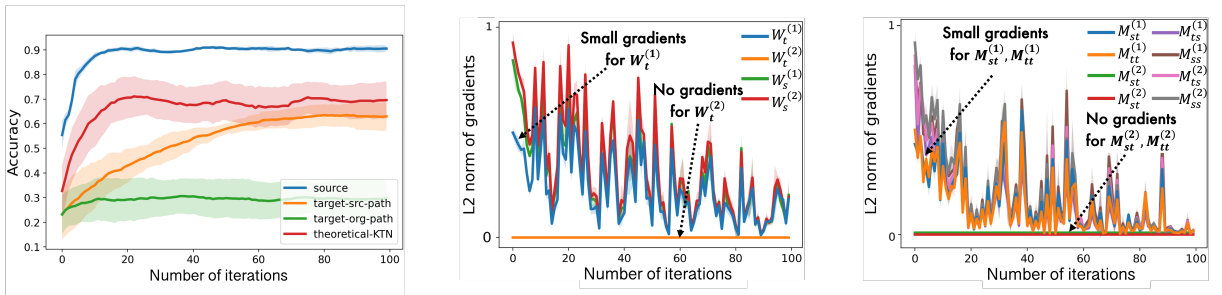 Accuracy
0.9
0.8
0.7
0.6
0.5
0.4
0.3
0.2
0.1
0
20
40
60
80
100
Number of iterations
source
target-src-path
target-org-path
theoretical-KTN
L2 norm of gradients
1
0
0
20
40
60
80
100
Number of iterations
Small gradients
for W_t^(1)
No gradients
for W_t^(2)
W_t^(1)
W_t^(2)
W_s^(1)
W_s^(2)
L2 norm of gradients
1
0
0
20
40
60
80
100
Number of iterations
Small gradients
for M_st^(1), M_tt^(1)
No gradients
for M_st^(2), M_tt^(2)
M_st^(1)
M_tt^(1)
M_st^(2)
M_st^(2)
M_ts^(1)
M_ss^(1)
M_ts^(2)
M_ss^(2)